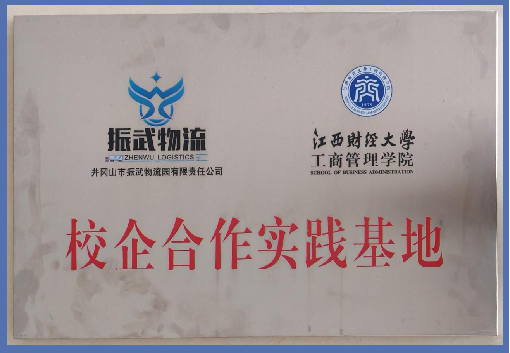 振武物流
ZHENWU LOGISTICS
井冈山市振武物流园有限责任公司
1979
江西财经大学
工商管理学院
SCHOOL OF BUSINESS ADMINISTRATION
校企合作实践基地